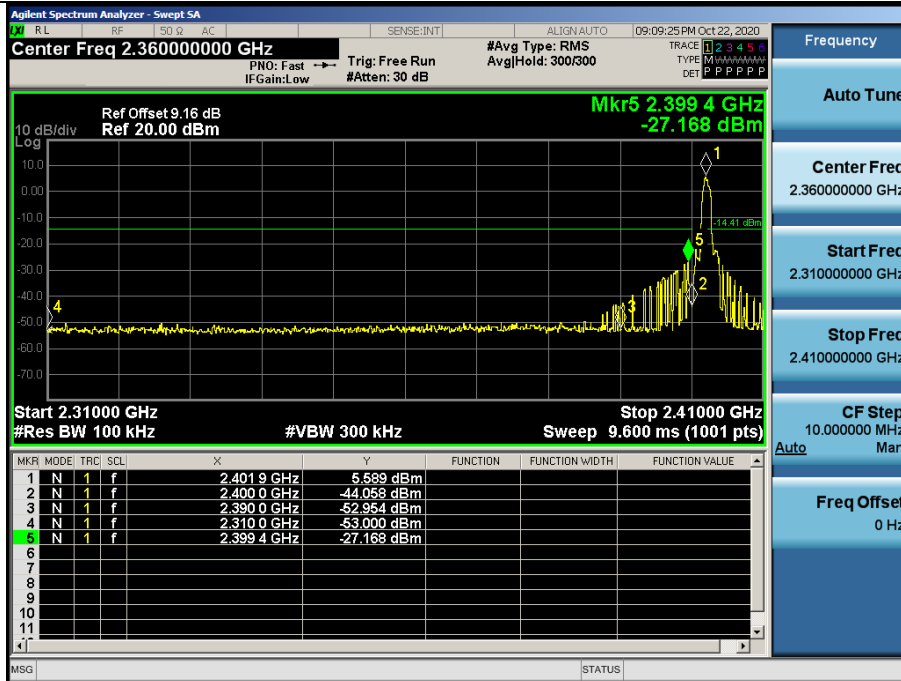 Agilent Spectrum Analyzer - Swept SA
LXI RL RF 50 Ω AC SENSE:INT ALIGN AUTO 09:09:25PM Oct 22, 2020
Center Freq 2.360000000 GHz
PNO: Fast
IFGain:Low
Trig: Free Run
#Atten: 30 dB
#Avg Type: RMS
Avg|Hold: 300/300
TRACE 1 2 3 4 5 6
TYPE M
DET P P P P P P
Ref Offset 9.16 dB
10 dB/div Ref 20.00 dBm
Log
Mkr5 2.399 4 GHz
-27.168 dBm
10.0
0.00
-10.0
-20.0
-30.0
-40.0
-50.0
-60.0
-70.0
-14.41 dBm
1
5
2
3
4
Start 2.31000 GHz Stop 2.41000 GHz
#Res BW 100 kHz #VBW 300 kHz Sweep 9.600 ms (1001 pts)
MKR MODE TRC SCL X Y FUNCTION FUNCTION WIDTH FUNCTION VALUE
1 N 1 f 2.401 9 GHz 5.589 dBm
2 N 1 f 2.400 0 GHz -44.058 dBm
3 N 1 f 2.390 0 GHz -52.954 dBm
4 N 1 f 2.310 0 GHz -53.000 dBm
5 N 1 f 2.399 4 GHz -27.168 dBm
6
7
8
9
10
11
MSG STATUS
Frequency
Auto Tune
Center Freq
2.360000000 GHz
Start Freq
2.310000000 GHz
Stop Freq
2.410000000 GHz
CF Step
10.000000 MHz
Auto Man
Freq Offset
0 Hz